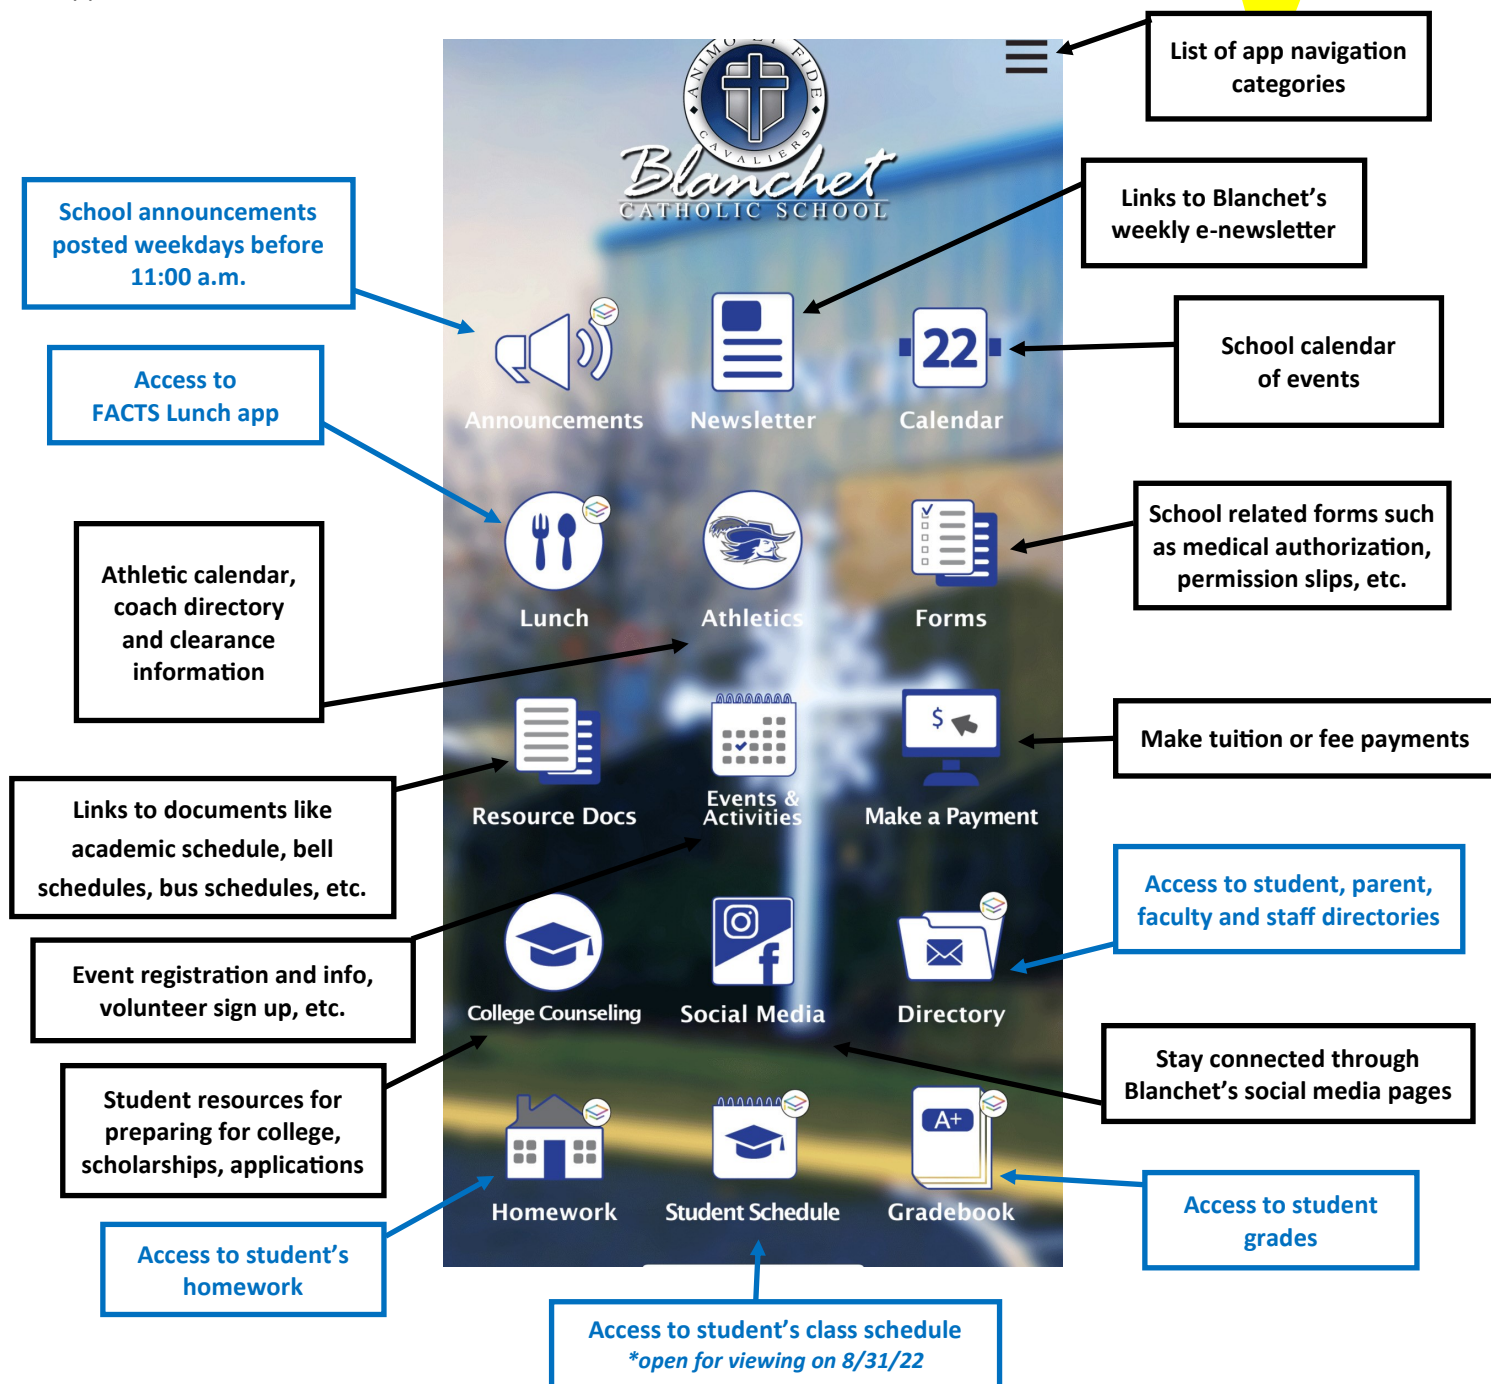 List of app navigation
categories
ANIMO ET FIDE
CAVALIERS
Blanchet
CATHOLIC SCHOOL
School announcements
posted weekdays before
11:00 a.m.
Links to Blanchet's
weekly e-newsletter
22
School calendar
of events
Access to
FACTS Lunch app
Announcements
Newsletter
Calendar
School related forms such
as medical authorization,
permission slips, etc.
Athletic calendar,
coach directory
and clearance
information
Lunch
Athletics
Forms
$
Make tuition or fee payments
Links to documents like
academic schedule, bell
schedules, bus schedules, etc.
Resource Docs
Events &
Activities
Make a Payment
Access to student, parent,
faculty and staff directories
Event registration and info,
volunteer sign up, etc.
f
College Counseling
Social Media
Directory
Stay connected through
Blanchet's social media pages
Student resources for
preparing for college,
scholarships, applications
A+
Homework
Student Schedule
Gradebook
Access to student
grades
Access to student's
homework
Access to student's class schedule
*open for viewing on 8/31/22